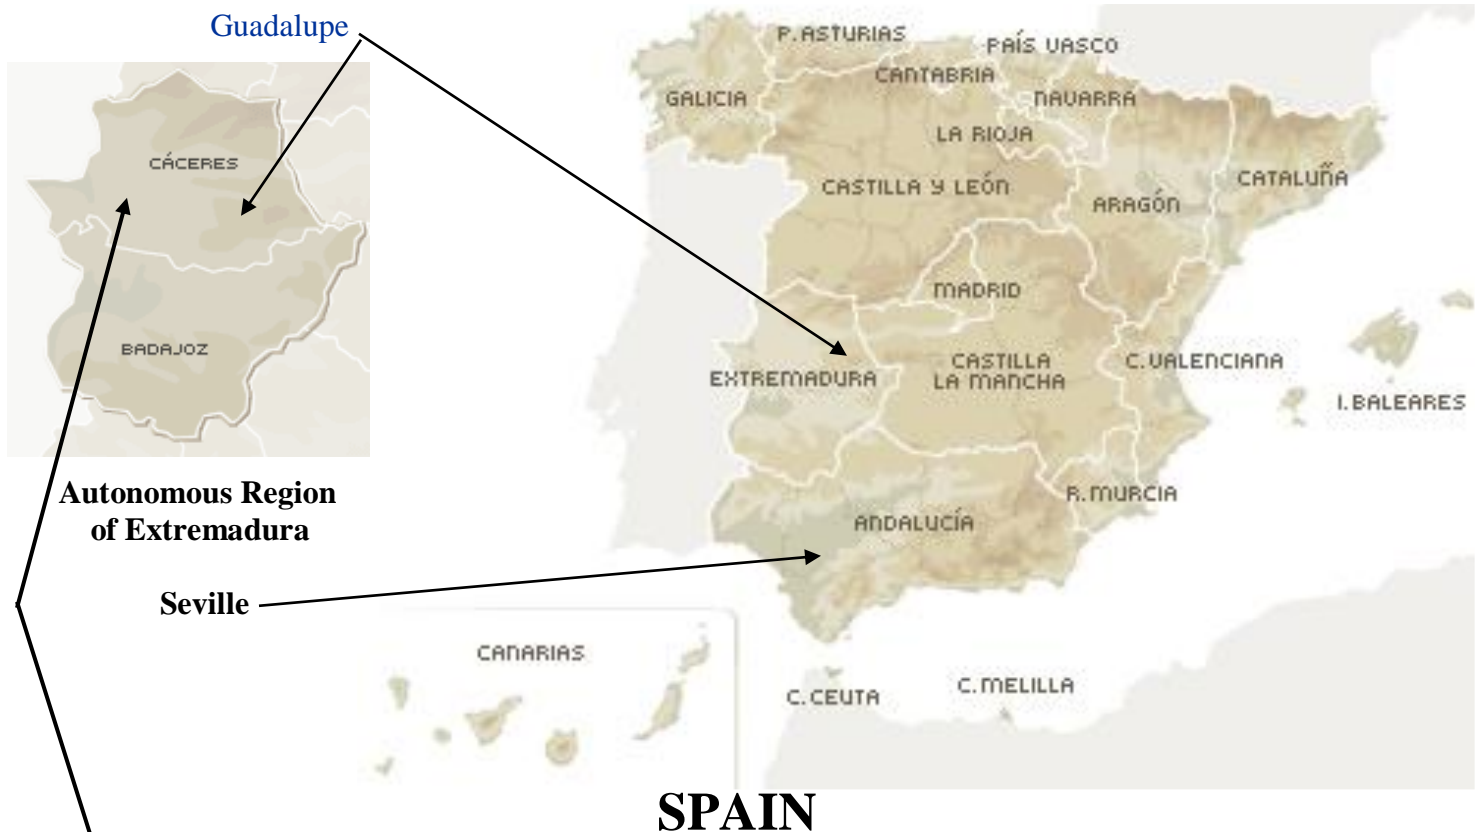 Guadalupe
P. ASTURIAS
PAÍS VASCO
CANTABRIA
GALICIA
NAVARRA
LA RIOJA
CÁCERES
CASTILLA Y LEÓN
CATALUÑA
ARAGÓN
MADRID
BADAJOZ
EXTREMADURA
CASTILLA
LA MANCHA
C. VALENCIANA
I. BALEARES
Autonomous Region
of Extremadura
R. MURCIA
ANDALUCÍA
Seville
CANARIAS
C. CEUTA
C. MELILLA
SPAIN